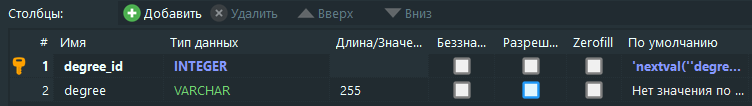 Столбцы: Добавить Удалить Вверх Вниз
# Имя Тип данных Длина/Значе... Беззна... Разреш... Zerofill По умолчанию
1 degree_id INTEGER 'nextval(''degre...
2 degree VARCHAR 255 Нет значения по ...